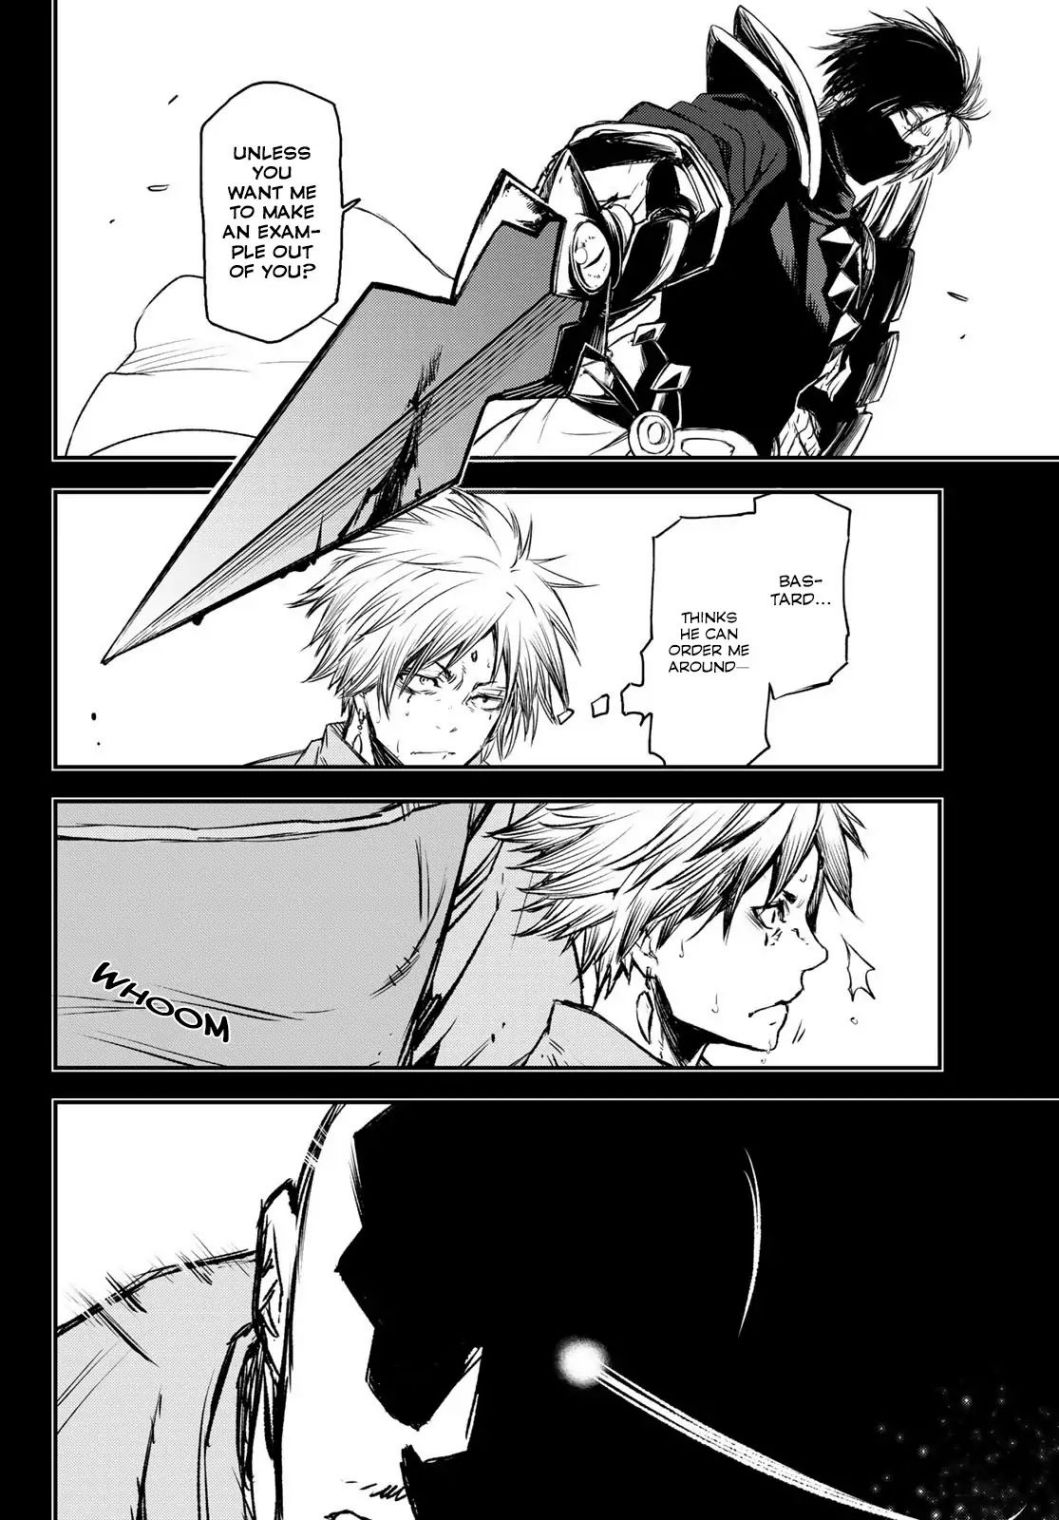 UNLESS
YOU
WANT ME
TO MAKE
AN EXAM-
PLE OUT
OF YOU?
BAS-
TARD...
THINKS
HE CAN
ORDER ME
AROUND—
WHOOM